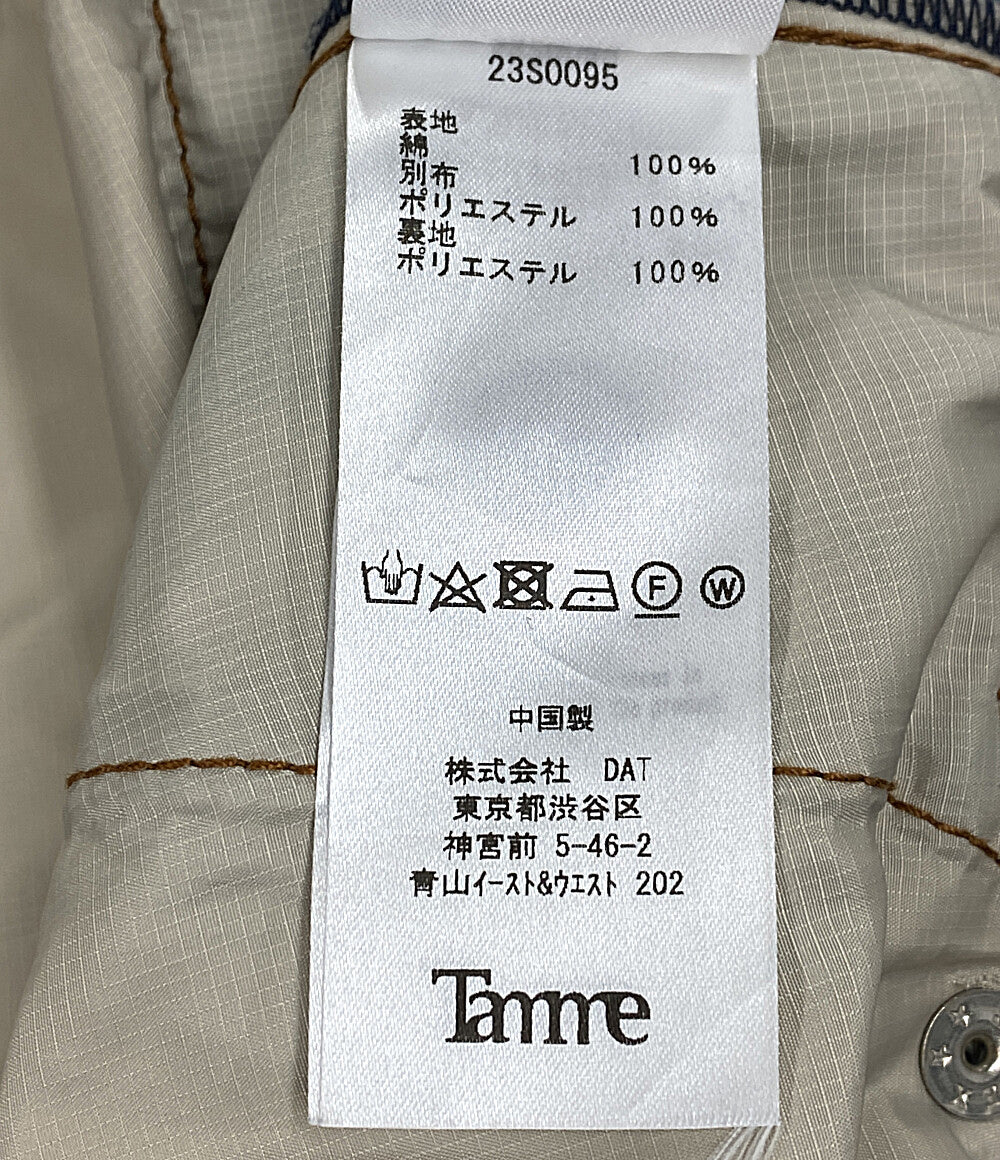 23S0095
表地
綿 100%
別布
ポリエステル 100%
裏地
ポリエステル 100%
F W
中国製
株式会社 DAT
東京都渋谷区
神宮前 5-46-2
青山イースト&ウエスト 202
Tamme